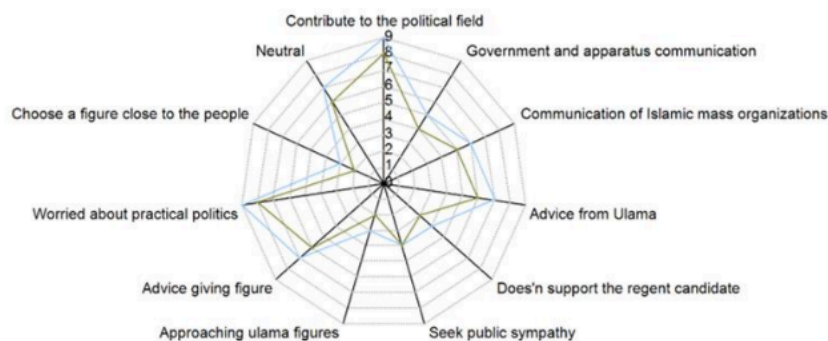 Contribute to the political field
9
8
7
6
5
4
3
2
1
0
Neutral
Government and apparatus communication
Choose a figure close to the people
Communication of Islamic mass organizations
Worried about practical politics
Advice from Ulama
Advice giving figure
Does'n support the regent candidate
Approaching ulama figures
Seek public sympathy